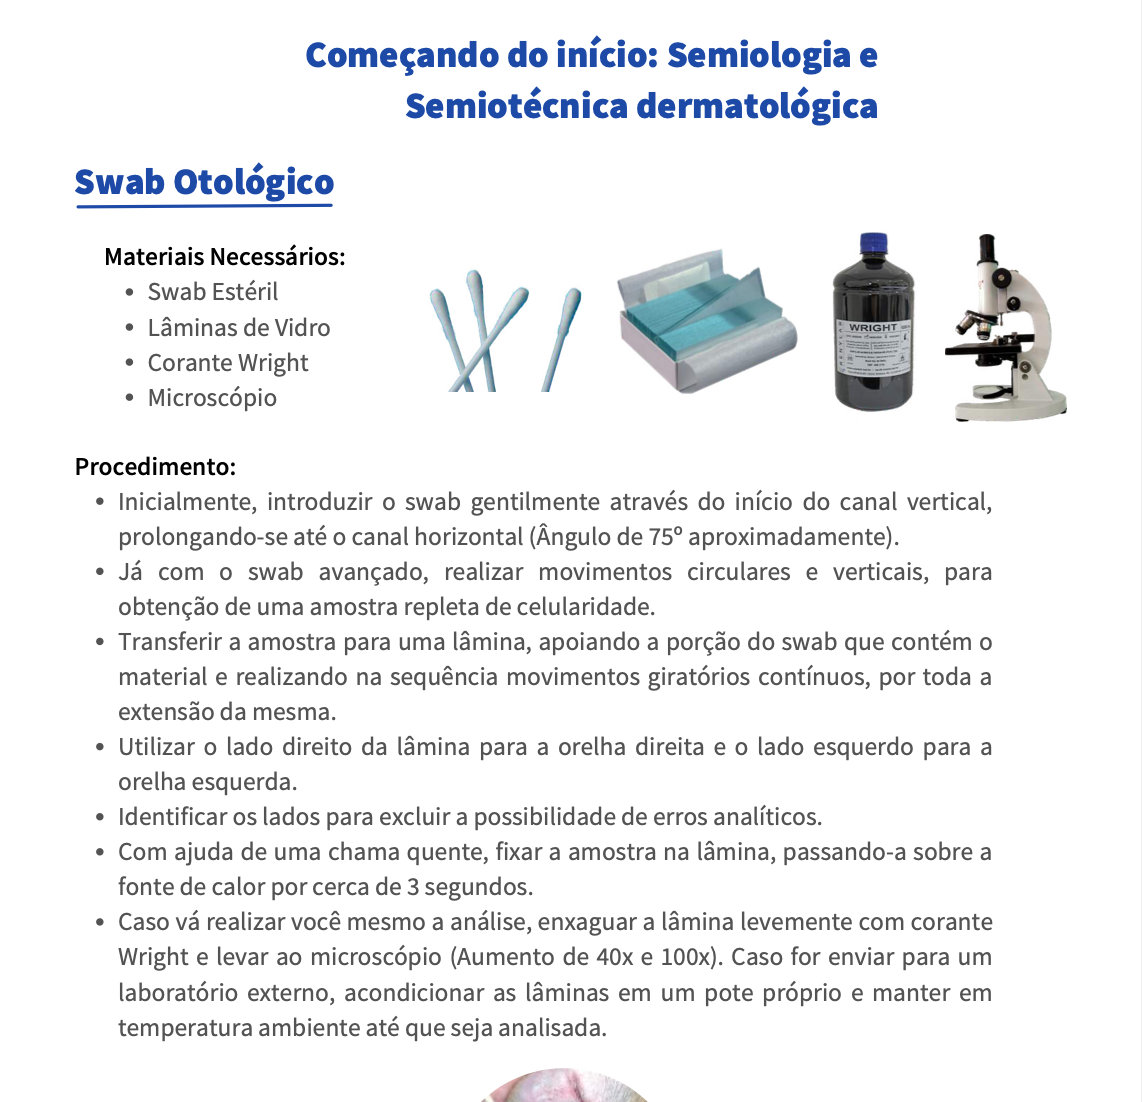 Começando do início: Semiologia e
Semiotécnica dermatológica
Swab Otológico
Materiais Necessários:
• Swab Estéril
• Lâminas de Vidro
• Corante Wright
• Microscópio
WRIGHT
Procedimento:
• Inicialmente, introduzir o swab gentilmente através do início do canal vertical,
prolongando-se até o canal horizontal (Ângulo de 75º aproximadamente).
• Já com o swab avançado, realizar movimentos circulares e verticais, para
obtenção de uma amostra repleta de celularidade.
• Transferir a amostra para uma lâmina, apoiando a porção do swab que contém o
material e realizando na sequência movimentos giratórios contínuos, por toda a
extensão da mesma.
• Utilizar o lado direito da lâmina para a orelha direita e o lado esquerdo para a
orelha esquerda.
• Identificar os lados para excluir a possibilidade de erros analíticos.
• Com ajuda de uma chama quente, fixar a amostra na lâmina, passando-a sobre a
fonte de calor por cerca de 3 segundos.
• Caso vá realizar você mesmo a análise, enxaguar a lâmina levemente com corante
Wright e levar ao microscópio (Aumento de 40x e 100x). Caso for enviar para um
laboratório externo, acondicionar as lâminas em um pote próprio e manter em
temperatura ambiente até que seja analisada.